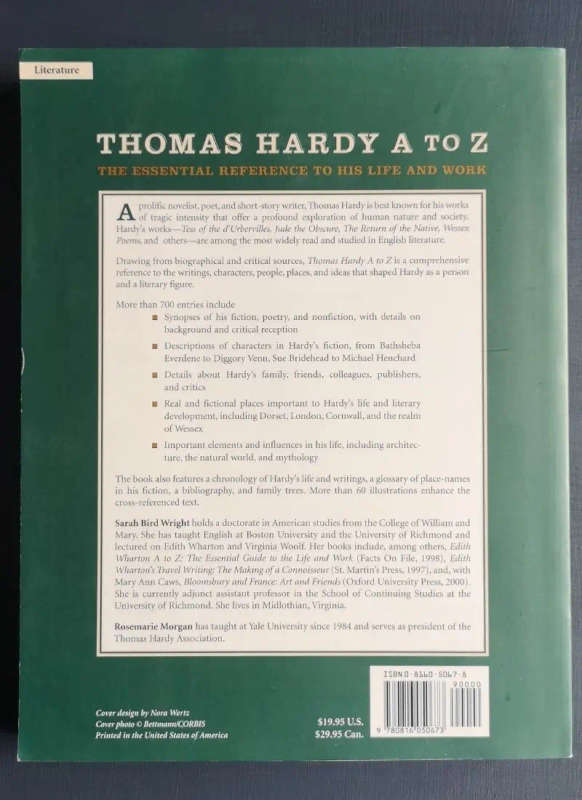 Literature
THOMAS HARDY A TO Z
THE ESSENTIAL REFERENCE TO HIS LIFE AND WORK
A prolific novelist, poet, and short-story writer, Thomas Hardy is best known for his works
of tragic intensity that offer a profound exploration of human nature and society.
Hardy's works—Tess of the d'Urbervilles, Jude the Obscure, The Return of the Native, Wessex
Poems, and others—are among the most widely read and studied in English literature.
Drawing from biographical and critical sources, Thomas Hardy A to Z is a comprehensive
reference to the writings, characters, people, places, and ideas that shaped Hardy as a person
and a literary figure.
More than 700 entries include
■ Synopses of his fiction, poetry, and nonfiction, with details on
background and critical reception
■ Descriptions of characters in Hardy's fiction, from Bathsheba
Everdene to Diggory Venn, Sue Bridehead to Michael Henchard
■ Details about Hardy's family, friends, colleagues, publishers,
and critics
■ Real and fictional places important to Hardy's life and literary
development, including Dorset, London, Cornwall, and the realm
of Wessex
■ Important elements and influences in his life, including architec-
ture, the natural world, and mythology
The book also features a chronology of Hardy's life and writings, a glossary of place-names
in his fiction, a bibliography, and family trees. More than 60 illustrations enhance the
cross-referenced text.
Sarah Bird Wright holds a doctorate in American studies from the College of William and
Mary. She has taught English at Boston University and the University of Richmond and
lectured on Edith Wharton and Virginia Woolf. Her books include, among others, Edith
Wharton A to Z: The Essential Guide to the Life and Work (Facts On File, 1998), Edith
Wharton's Travel Writing: The Making of a Connoisseur (St. Martin's Press, 1997), and, with
Mary Ann Caws, Bloomsbury and France: Art and Friends (Oxford University Press, 2000).
She is currently adjunct assistant professor in the School of Continuing Studies at the
University of Richmond. She lives in Midlothian, Virginia.
Rosemarie Morgan has taught at Yale University since 1984 and serves as president of the
Thomas Hardy Association.
ISBN 0-8160-5067-8
90000
9 780816 050673
Cover design by Nora Wertz
Cover photo © Bettmann/CORBIS
Printed in the United States of America
$19.95 U.S.
$29.95 Can.